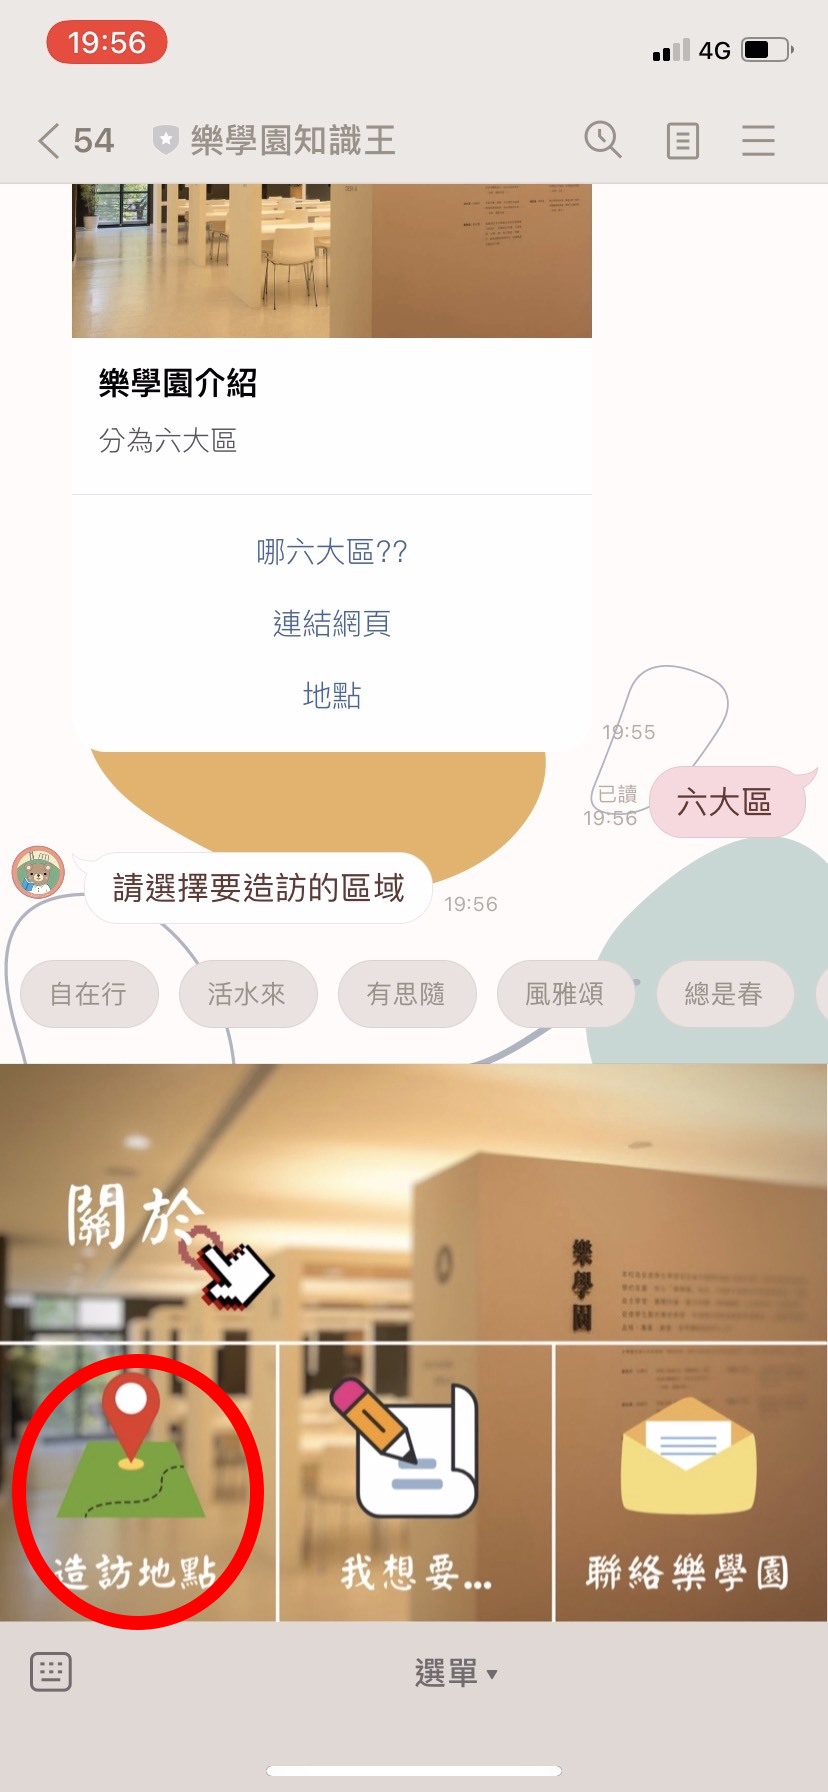 19:56
4G
54 樂學園知識王
樂學園介紹
分為六大區
哪六大區??
連結網頁
地點
19:55
六大區
已讀
19:56
請選擇要造訪的區域
19:56
自在行 活水來 有思隨 風雅頌 總是春
關於
樂學園
造訪地點 我想要... 聯絡樂學園
選單